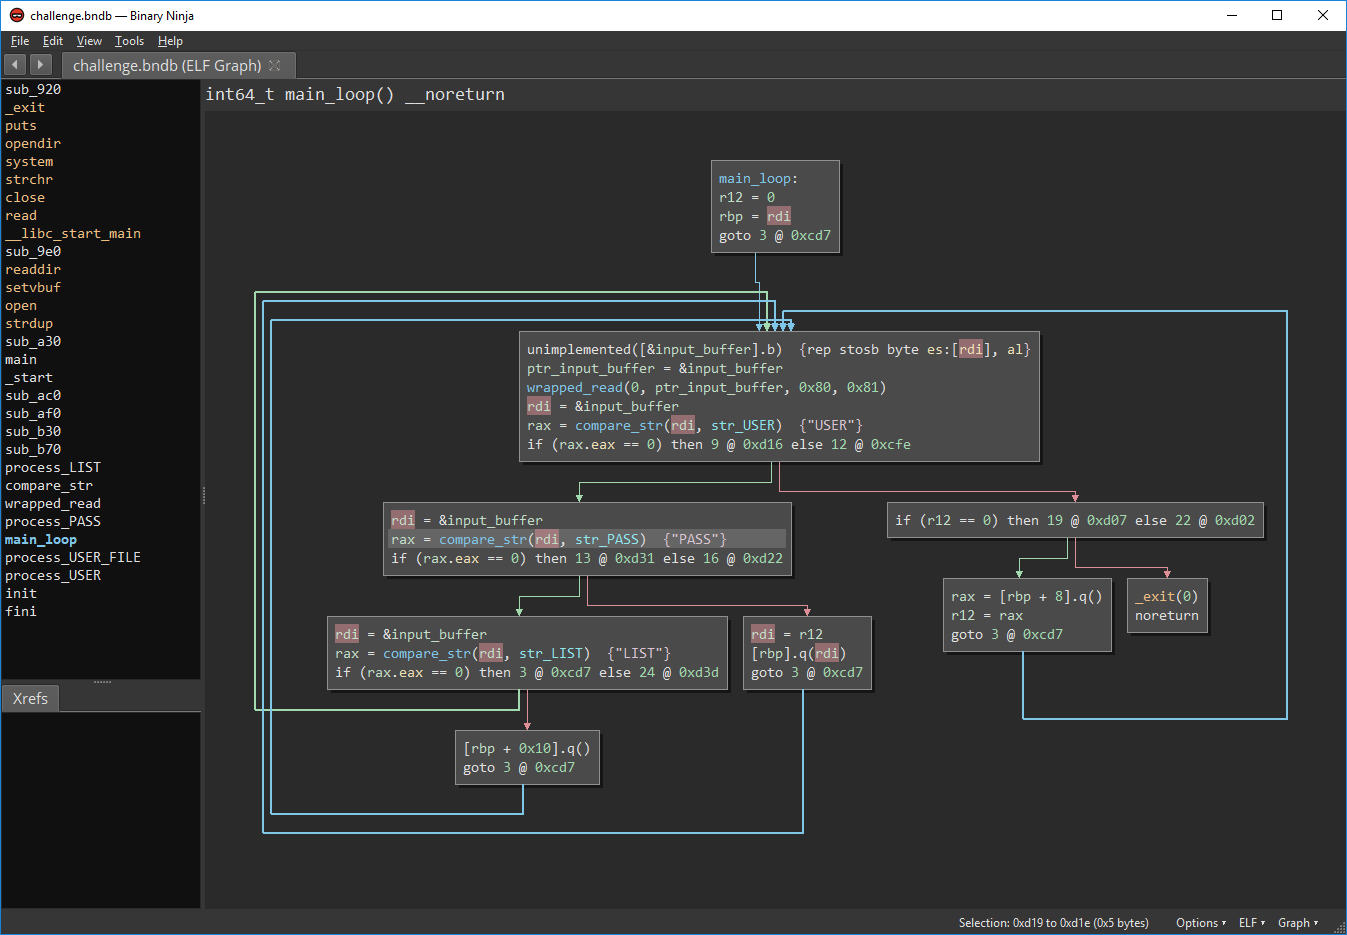 challenge.bndb — Binary Ninja
File Edit View Tools Help
challenge.bndb (ELF Graph)
sub_920
_exit
puts
opendir
system
strchr
close
read
__libc_start_main
sub_9e0
readdir
setvbuf
open
strdup
sub_a30
main
_start
sub_ac0
sub_af0
sub_b30
sub_b70
process_LIST
compare_str
wrapped_read
process_PASS
main_loop
process_USER_FILE
process_USER
init
fini
Xrefs
int64_t main_loop() __noreturn
main_loop:
r12 = 0
rbp = rdi
goto 3 @ 0xcd7
unimplemented([&input_buffer].b) {rep stosb byte es:[rdi], al}
ptr_input_buffer = &input_buffer
wrapped_read(0, ptr_input_buffer, 0x80, 0x81)
rdi = &input_buffer
rax = compare_str(rdi, str_USER) {"USER"}
if (rax.eax == 0) then 9 @ 0xd16 else 12 @ 0xcfe
rdi = &input_buffer
rax = compare_str(rdi, str_PASS) {"PASS"}
if (rax.eax == 0) then 13 @ 0xd31 else 16 @ 0xd22
if (r12 == 0) then 19 @ 0xd07 else 22 @ 0xd02
rax = [rbp + 8].q()
r12 = rax
goto 3 @ 0xcd7
_exit(0)
noreturn
rdi = &input_buffer
rax = compare_str(rdi, str_LIST) {"LIST"}
if (rax.eax == 0) then 3 @ 0xcd7 else 24 @ 0xd3d
rdi = r12
[rbp].q(rdi)
goto 3 @ 0xcd7
[rbp + 0x10].q()
goto 3 @ 0xcd7
Selection: 0xd19 to 0xd1e (0x5 bytes) Options ELF Graph